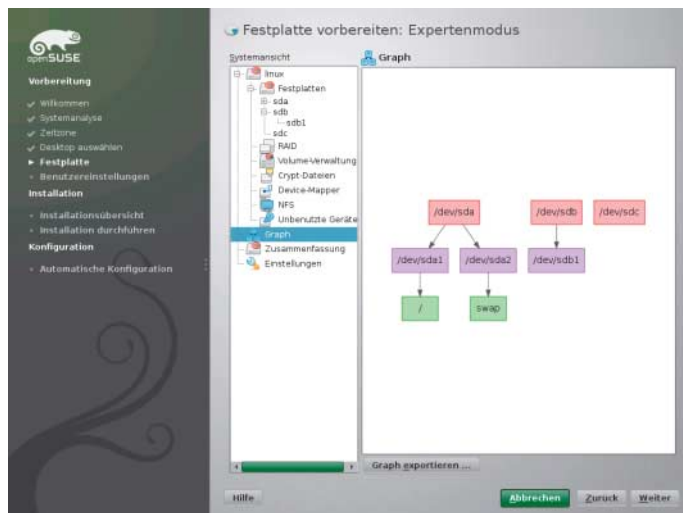 openSUSE
Vorbereitung
Willkommen
Systemanalyse
Zeitzone
Desktop auswählen
Festplatte
Benutzereinstellungen
Installation
Installationsübersicht
Installation durchführen
Konfiguration
Automatische Konfiguration
Festplatte vorbereiten: Expertenmodus
Systemansicht
linux
Festplatten
sda
sdb
sdb1
sdc
RAID
Volume-Verwaltung
Crypt-Dateien
Device-Mapper
NFS
Unbenutzte Geräte
Graph
Zusammenfassung
Einstellungen
Graph
/dev/sda /dev/sdb /dev/sdc
/dev/sda1 /dev/sda2 /dev/sdb1
/ swap
Graph exportieren ...
Hilfe Abbrechen Zurück Weiter